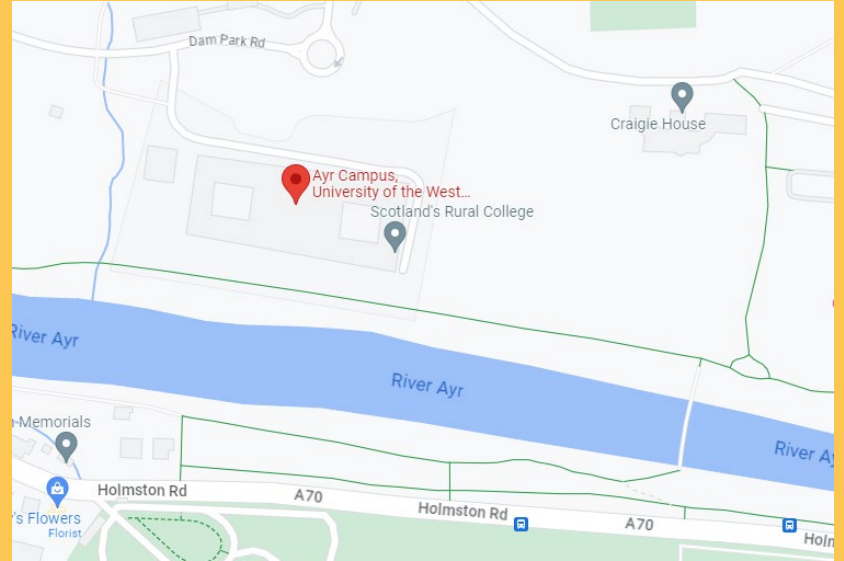 Dam Park Rd
Craigie House
Ayr Campus,
University of the West...
Scotland's Rural College
River Ayr
River Ayr
River Ay
n Memorials
Holmston Rd
A70
Holmston Rd
A70
Holm
y's Flowers
Florist